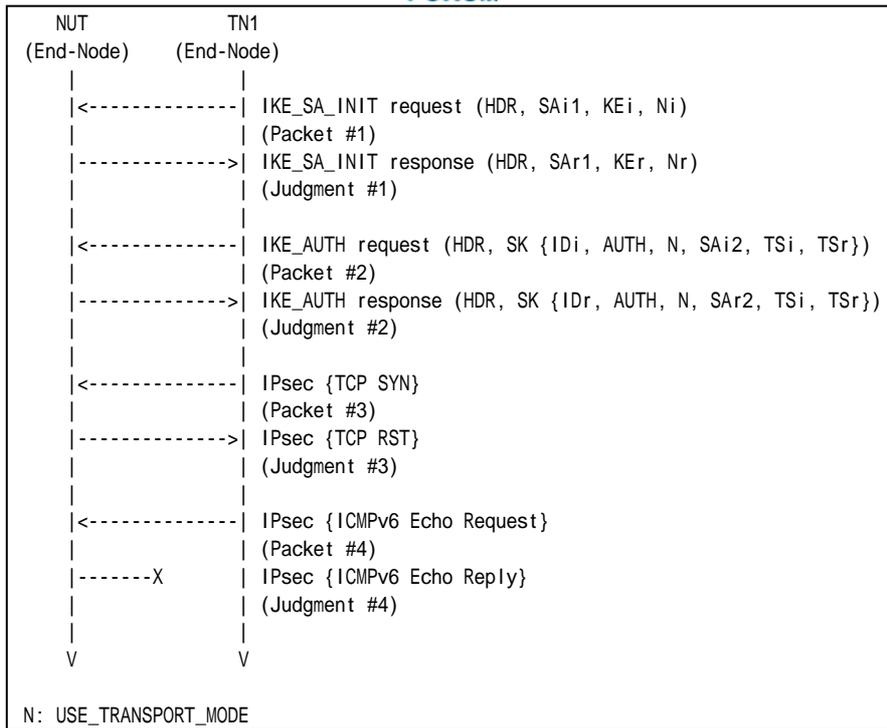 NUT                 TN1
 (End-Node)     (End-Node)
      |                   |
      |<--------------| IKE_SA_INIT request (HDR, SAi1, KEi, Ni)
      |                   | (Packet #1)
      |-------------->| IKE_SA_INIT response (HDR, SAr1, KEr, Nr)
      |                   | (Judgment #1)
      |                   |
      |<--------------| IKE_AUTH request (HDR, SK {IDi, AUTH, N, SAi2, TSi, TSr})
      |                   | (Packet #2)
      |-------------->| IKE_AUTH response (HDR, SK {IDr, AUTH, N, SAr2, TSi, TSr})
      |                   | (Judgment #2)
      |                   |
      |<--------------| IPsec {TCP SYN}
      |                   | (Packet #3)
      |-------------->| IPsec {TCP RST}
      |                   | (Judgment #3)
      |                   |
      |<--------------| IPsec {ICMPv6 Echo Request}
      |                   | (Packet #4)
      |-------X         | IPsec {ICMPv6 Echo Reply}
      |                   | (Judgment #4)
      |                   |
      V                  V
N: USE_TRANSPORT_MODE